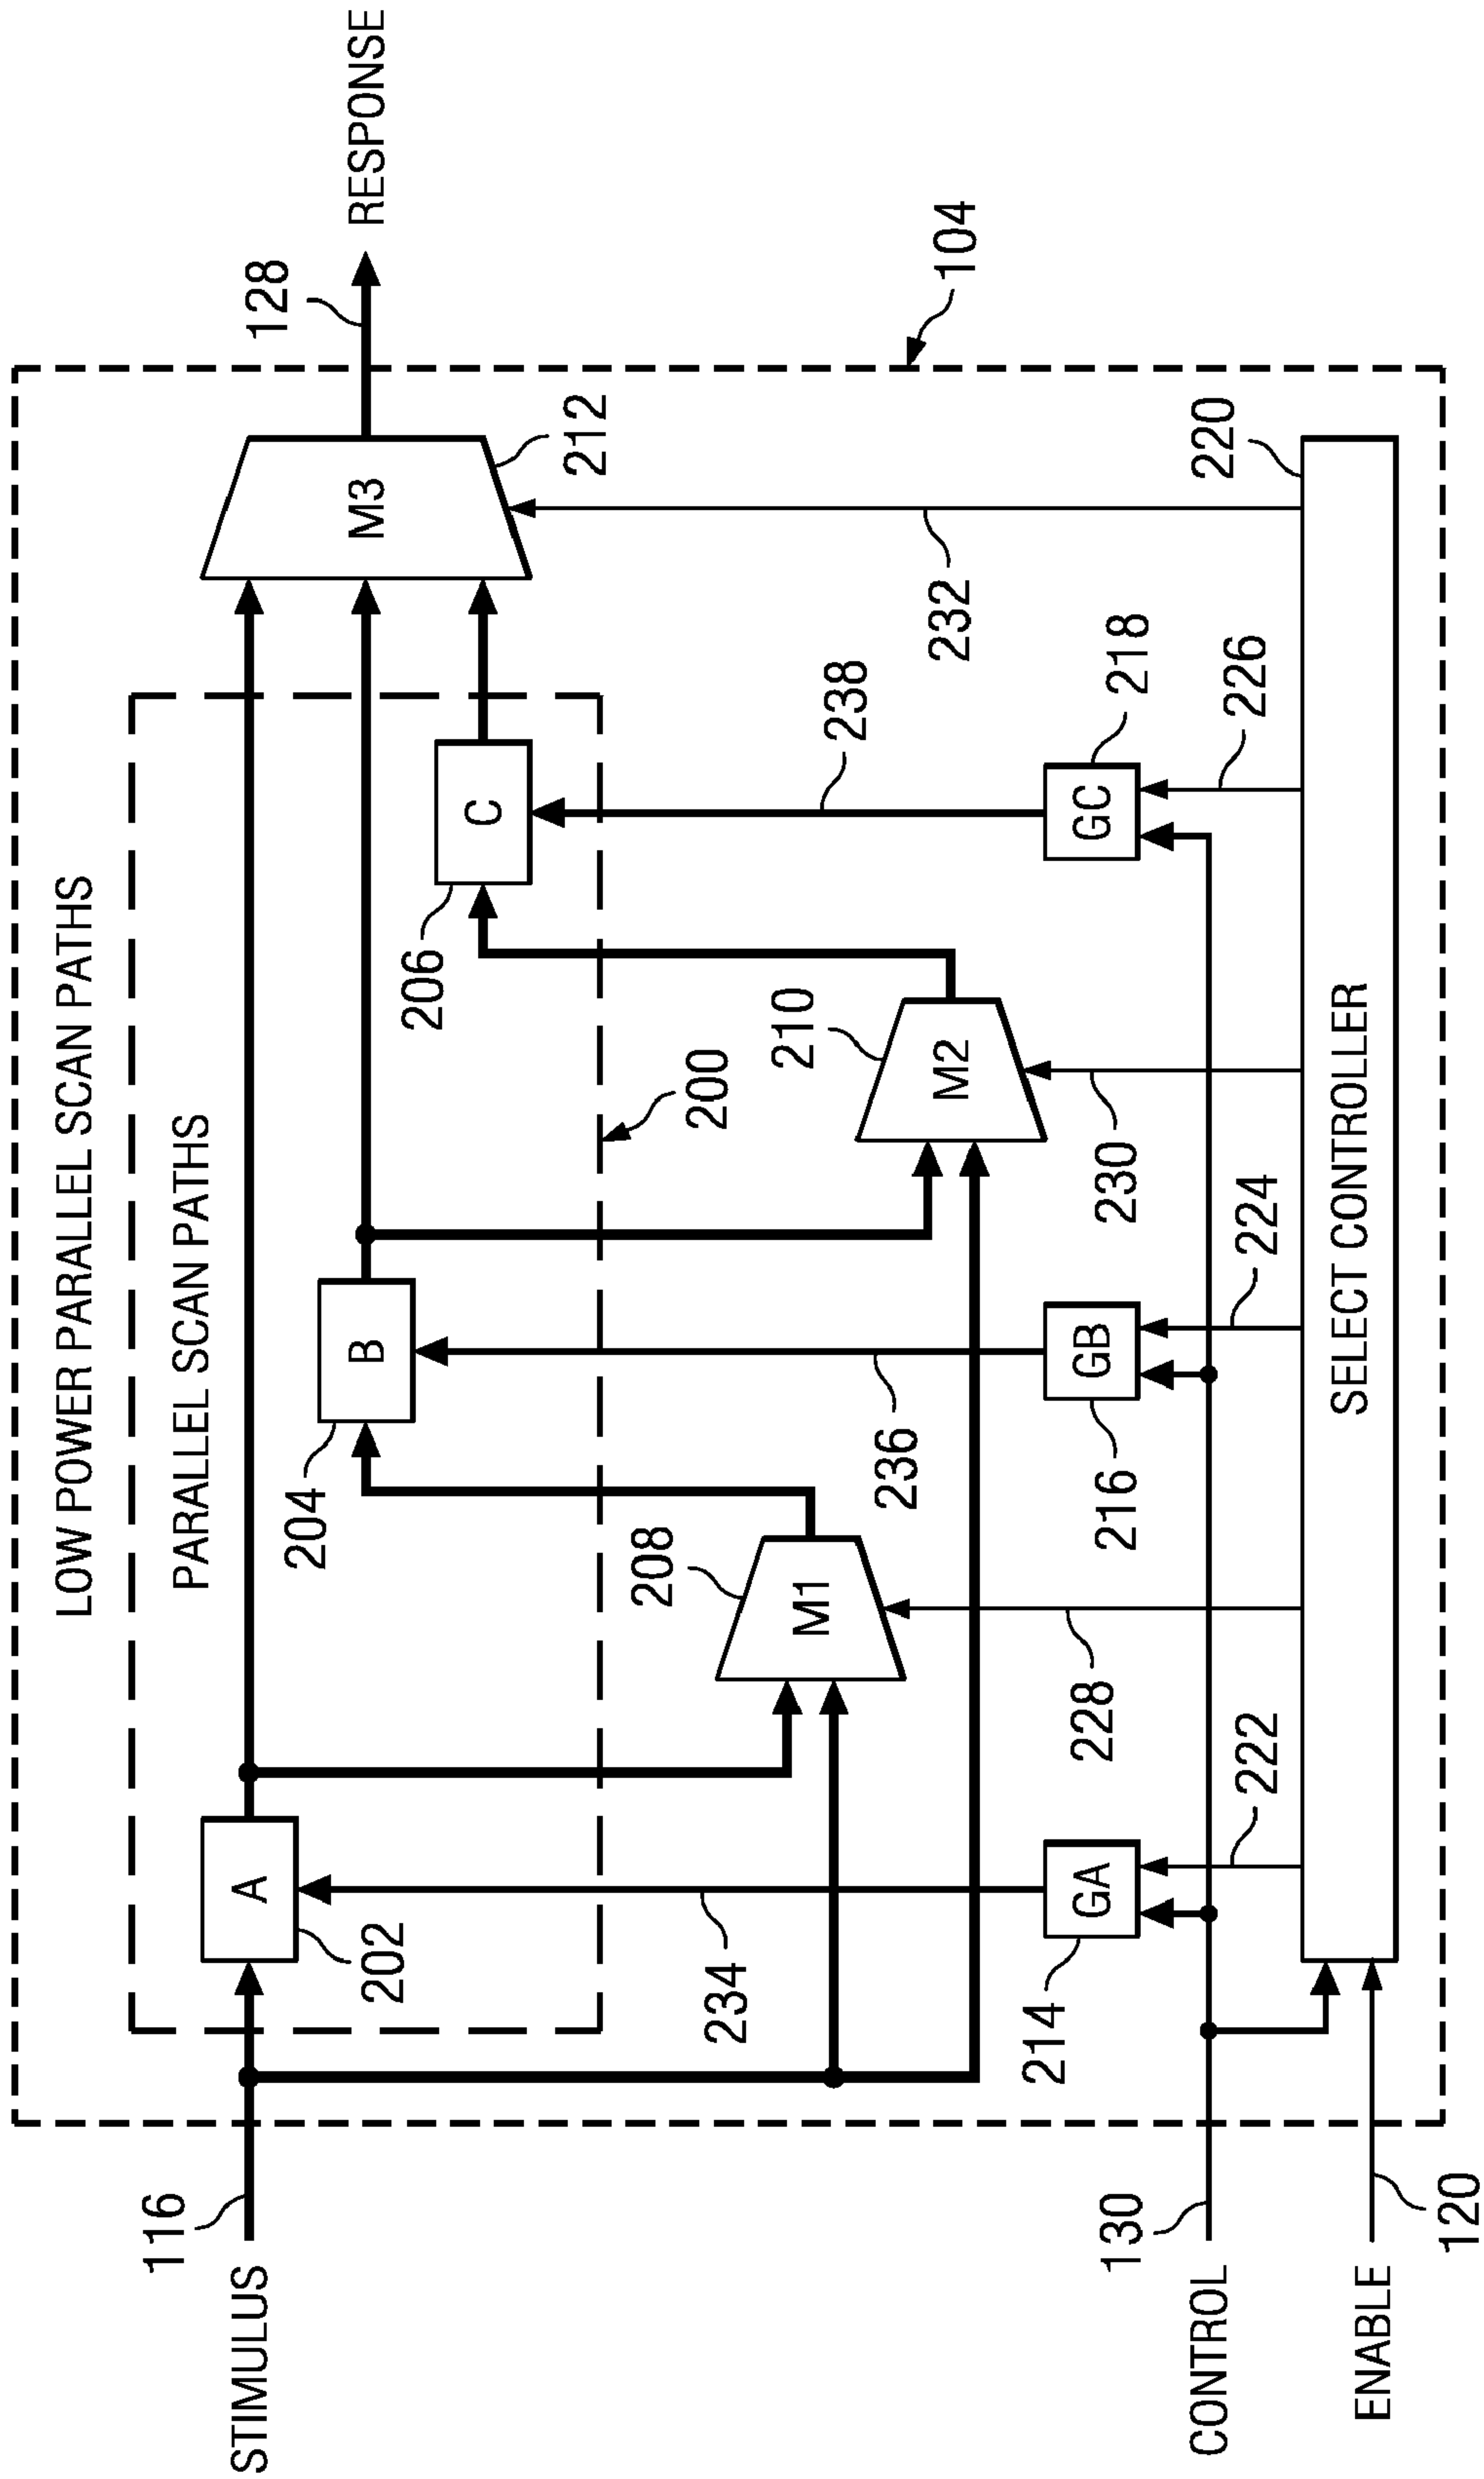 LOW POWER PARALLEL SCAN PATHS
PARALLEL SCAN PATHS
STIMULUS
116
A
202
204
B
206
C
M3
212
128
RESPONSE
104
200
208
M1
210
M2
234
236
238
232
214
GA
216
GB
GC
218
222
228
224
230
226
220
CONTROL
130
SELECT CONTROLLER
ENABLE
120